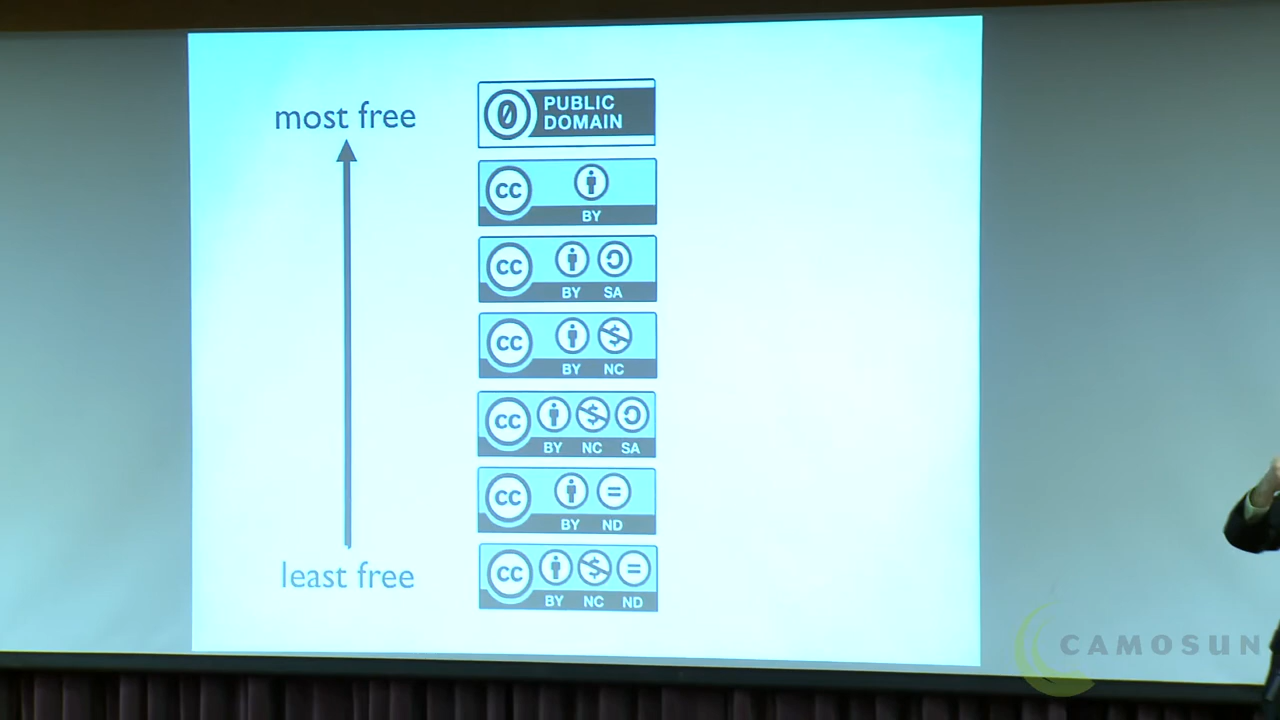 most free
0 PUBLIC
DOMAIN
CC
BY
CC
BY SA
CC
BY NC
CC
BY NC SA
CC
BY ND
least free
CC
BY NC ND
CAMOSUN